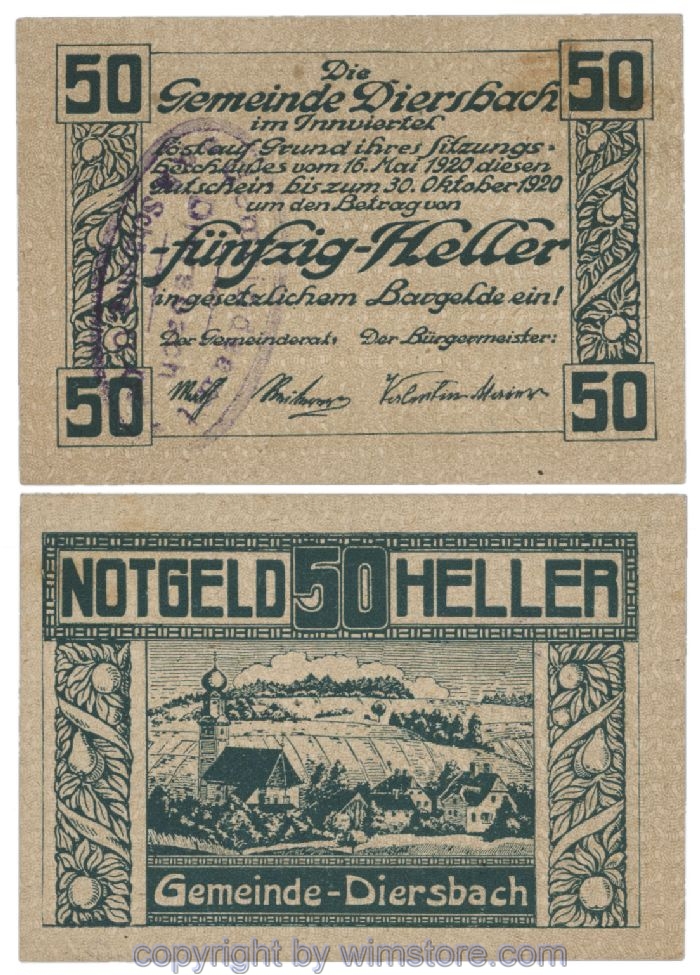 50 50
Die
Gemeinde Diersbach
im Innviertel
löst auf Grund ihres Sitzungs-
beschlußes vom 16. Mai 1920 diesen
Gutschein bis zum 30. Oktober 1920
um den Betrag von
-fünfzig-Heller
in gesetzlichem Bargelde ein!
Der Gemeinderat: Der Bürgermeister:
Valentin Maier
50 50
NOTGELD 50 HELLER
Gemeinde-Diersbach
copyright by wimstore.com